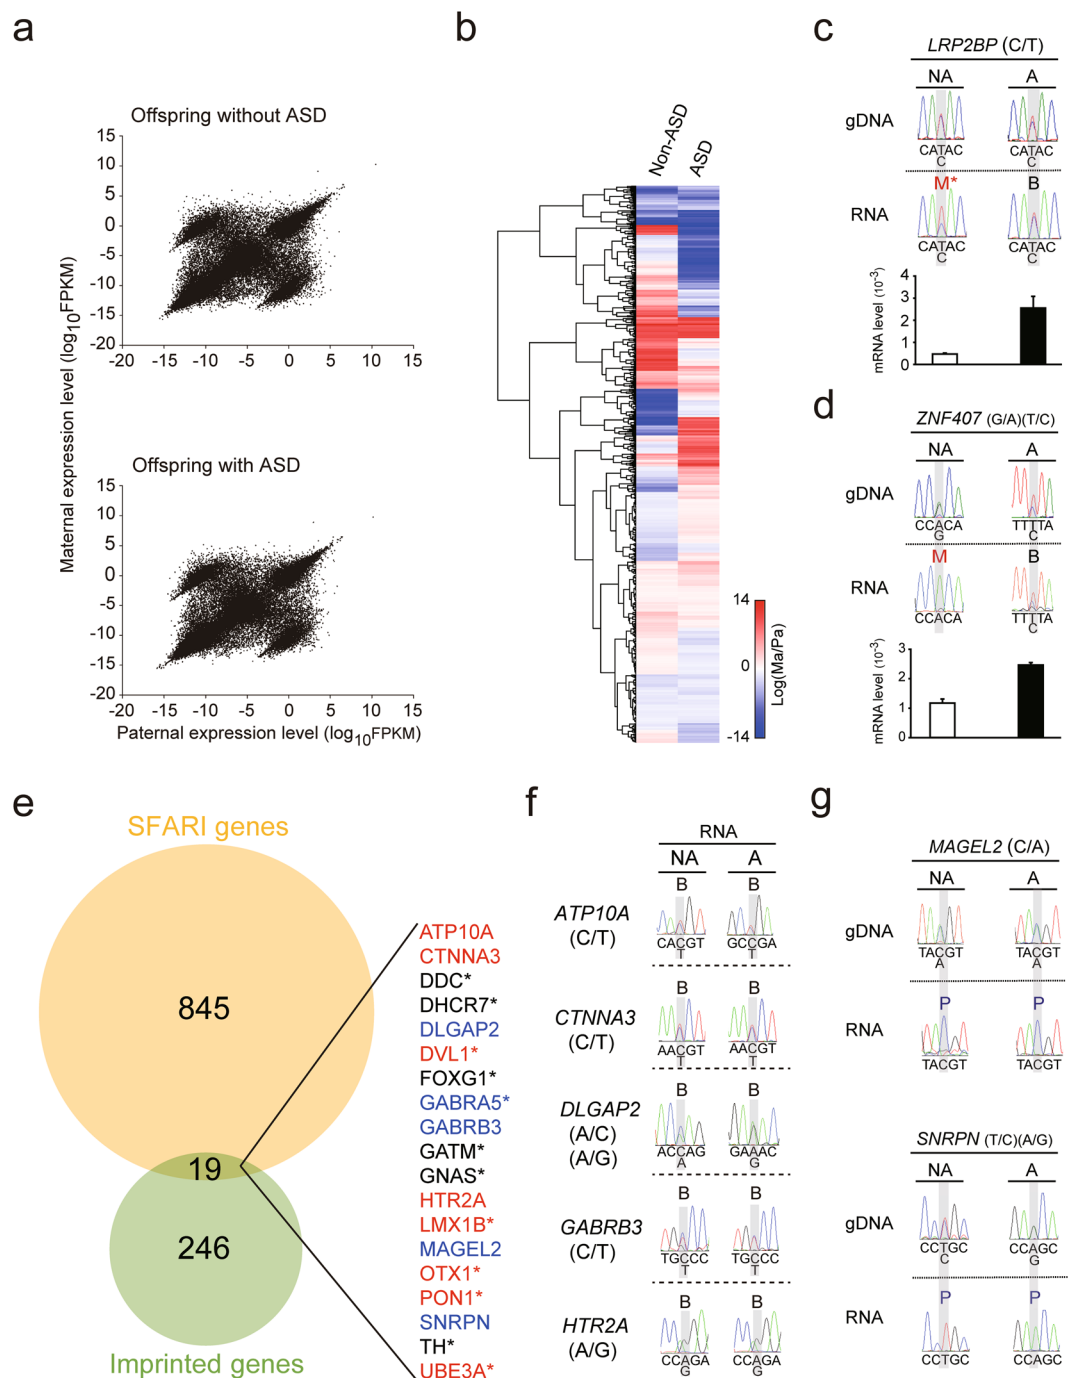 a
Offspring without ASD
15
10
5
0
-5
-10
-15
-20
-20 -15 -10 -5 0 5 10 15
Maternal expression level (log10FPKM)
Offspring with ASD
15
10
5
0
-5
-10
-15
-20
-20 -15 -10 -5 0 5 10 15
Paternal expression level (log10FPKM)
b
Non-ASD
ASD
14
0
-14
Log(Ma/Pa)
c
LRP2BP (C/T)
NA A
gDNA
CATAC CATAC
C C
M* B
RNA
CATAC CATAC
C C
mRNA level (10-3)
4
3
2
1
0
d
ZNF407 (G/A)(T/C)
NA A
gDNA
CCACA TTTTA
G C
M B
RNA
CCACA TTTTA
C
mRNA level (10-3)
3
2
1
0
e
SFARI genes
845
19
246
Imprinted genes
ATP10A
CTNNA3
DDC*
DHCR7*
DLGAP2
DVL1*
FOXG1*
GABRA5*
GABRB3
GATM*
GNAS*
HTR2A
LMX1B*
MAGEL2
OTX1*
PON1*
SNRPN
TH*
UBE3A*
f
RNA
NA A
B B
ATP10A
(C/T)
CACGT GCCGA
T T
B B
CTNNA3
(C/T)
AACGT AACGT
T T
B B
DLGAP2
(A/C)
(A/G)
ACCAG GAAAC
A G
B B
GABRB3
(C/T)
TGCCC TGCCC
T T
B B
HTR2A
(A/G)
CCAGA CCAGA
G G
g
MAGEL2 (C/A)
NA A
gDNA
TACGT TACGT
A A
P P
RNA
TACGT TACGT
SNRPN (T/C)(A/G)
NA A
gDNA
CCTGC CCAGC
C G
P P
RNA
CCTGC CCAGC